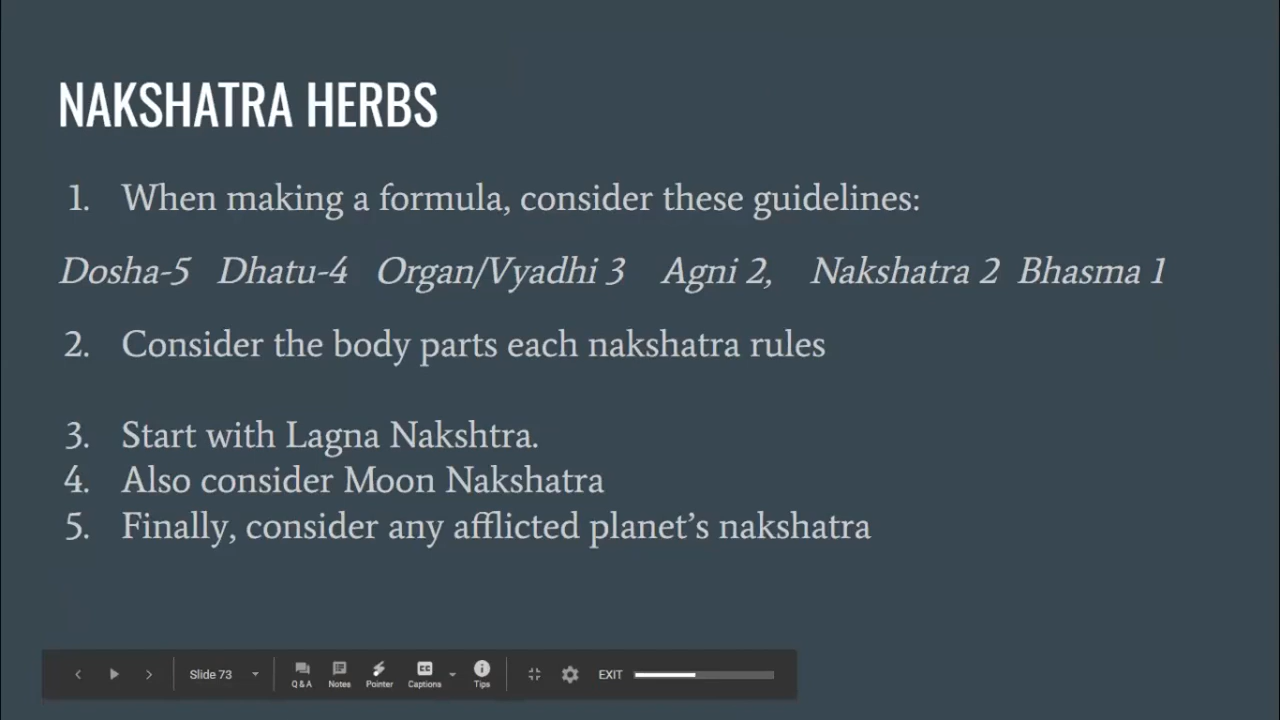 NAKSHATRA HERBS
1. When making a formula, consider these guidelines:
Dosha-5 Dhatu-4 Organ/Vyadhi 3 Agni 2, Nakshatra 2 Bhasma 1
2. Consider the body parts each nakshatra rules
3. Start with Lagna Nakshtra.
4. Also consider Moon Nakshatra
5. Finally, consider any afflicted planet's nakshatra
Slide 73 Q & A Notes Pointer Captions Tips EXIT